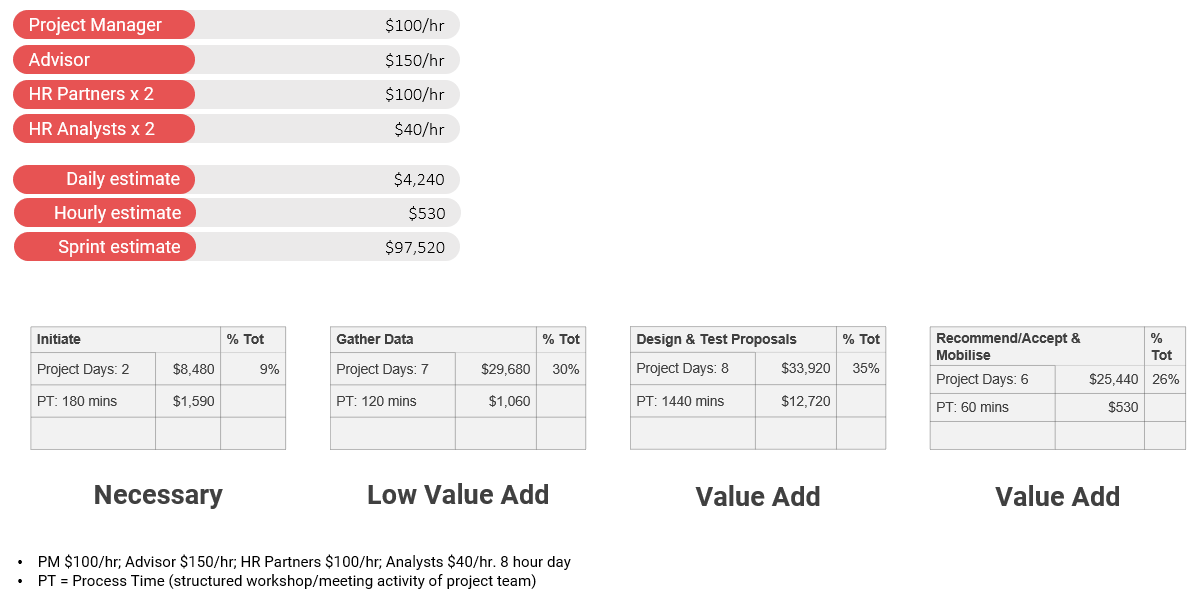 Project Manager $100/hr
Advisor $150/hr
HR Partners x 2 $100/hr
HR Analysts x 2 $40/hr
Daily estimate $4,240
Hourly estimate $530
Sprint estimate $97,520
Initiate % Tot
Project Days: 2 $8,480 9%
PT: 180 mins $1,590
Gather Data % Tot
Project Days: 7 $29,680 30%
PT: 120 mins $1,060
Design & Test Proposals % Tot
Project Days: 8 $33,920 35%
PT: 1440 mins $12,720
Recommend/Accept & Mobilise % Tot
Project Days: 6 $25,440 26%
PT: 60 mins $530
Necessary
Low Value Add
Value Add
Value Add
• PM $100/hr; Advisor $150/hr; HR Partners $100/hr; Analysts $40/hr. 8 hour day
• PT = Process Time (structured workshop/meeting activity of project team)